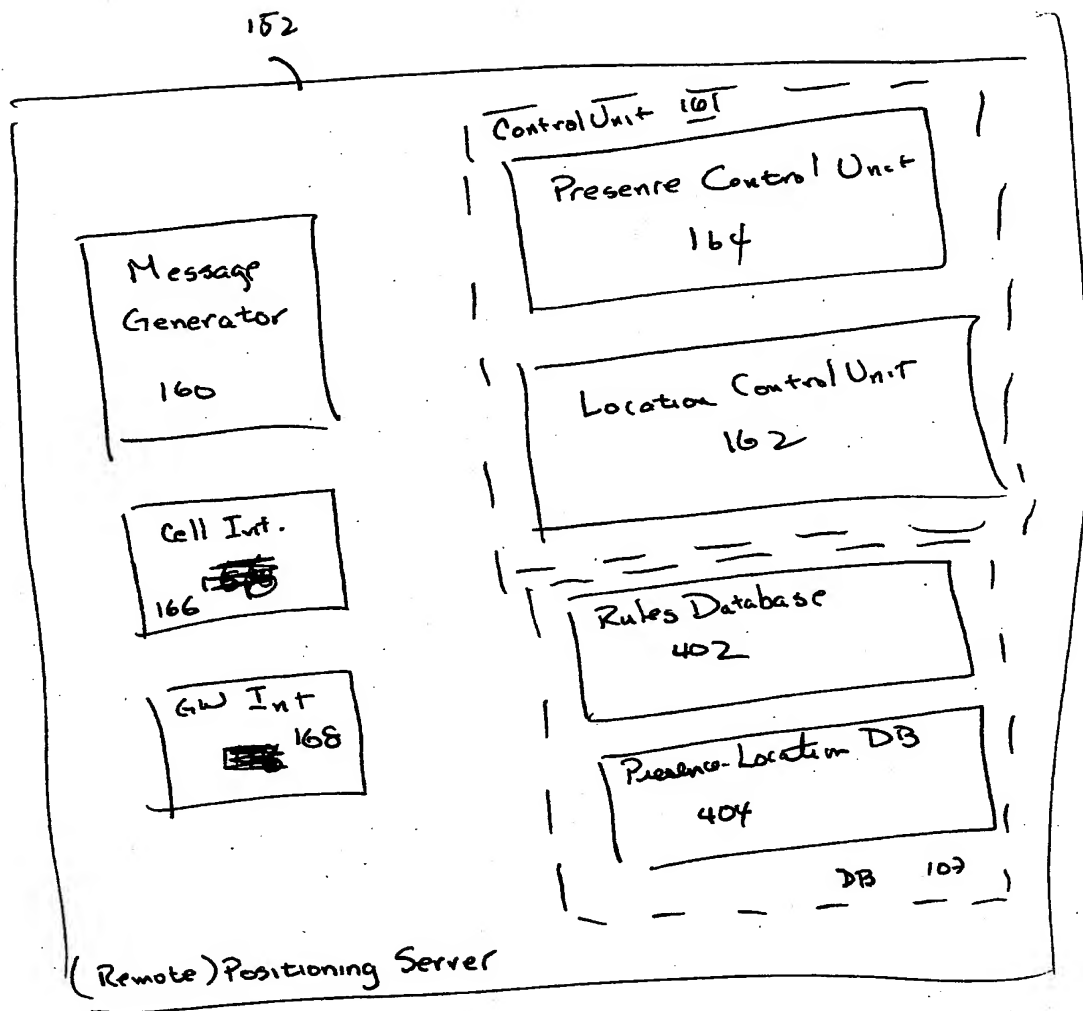 152
Control Unit 161
Presence Control Unit
164
Message
Generator
160
Location Control Unit
162
Cell Int.
166
GW Int
168
Rules Database
402
Presence-Location DB
404
DB 107
(Remote) Positioning Server